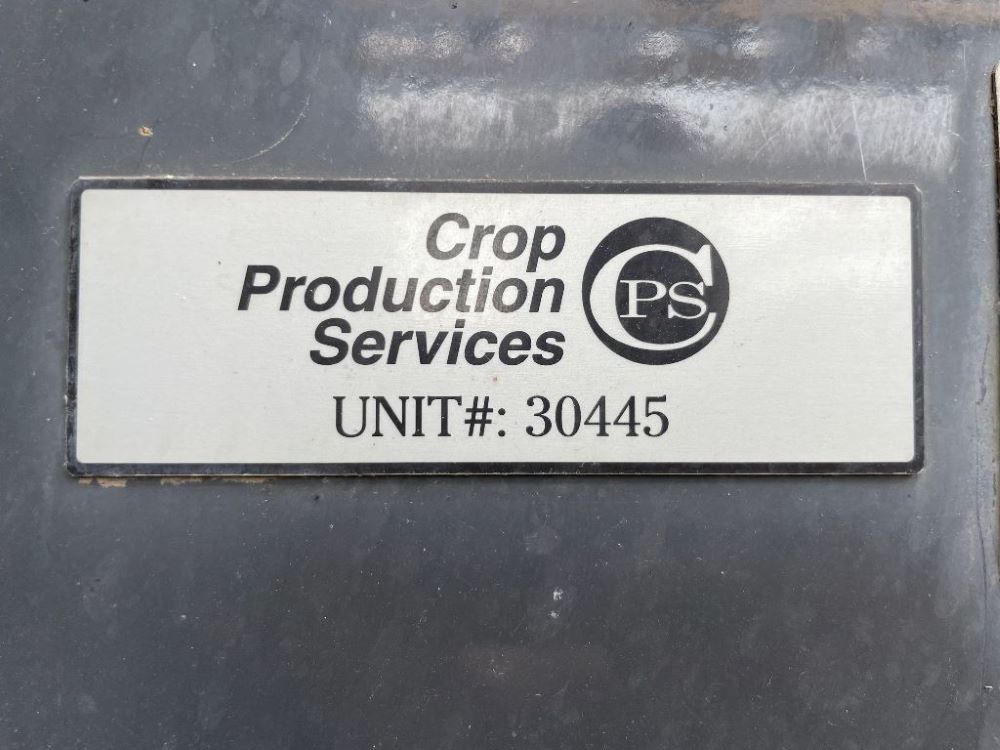 Crop
Production
Services
CPS
UNIT#: 30445